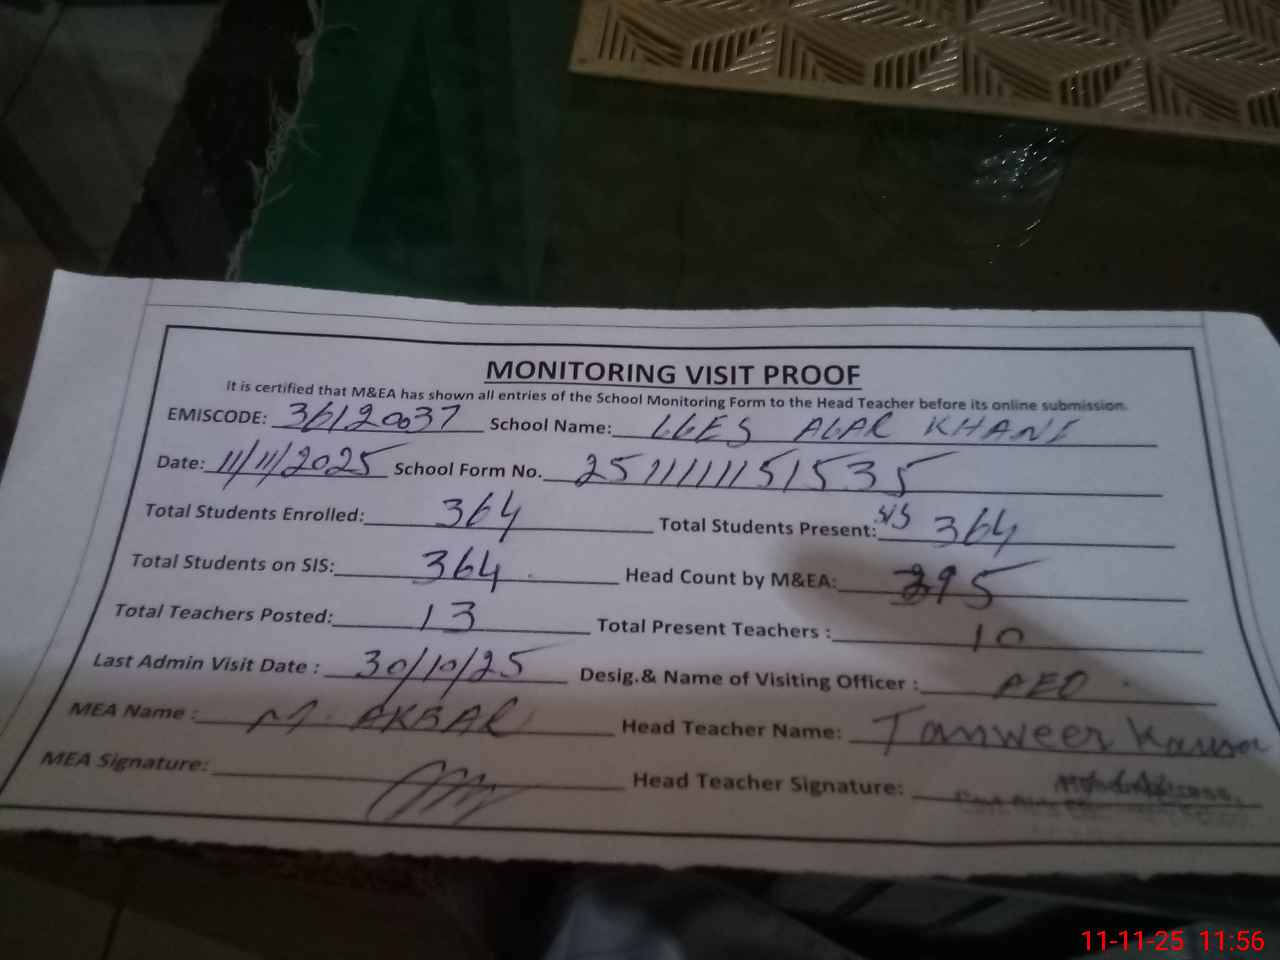 MONITORING VISIT PROOF
It is certified that M&EA has shown all entries of the School Monitoring Form to the Head Teacher before its online submission.
EMISCODE: 36120037 School Name: GGES AGAR KHANI
Date: 11/11/2025 School Form No. 25111111151535
Total Students Enrolled: 364 Total Students Present: SIS 364
Total Students on SIS: 364 Head Count by M&EA: 295
Total Teachers Posted: 13 Total Present Teachers : 10
Last Admin Visit Date : 30/10/25 Desig.& Name of Visiting Officer : AEO
MEA Name : M. AKBAR Head Teacher Name: Tanweer Kausar
MEA Signature: Head Teacher Signature:
11-11-25 11:56